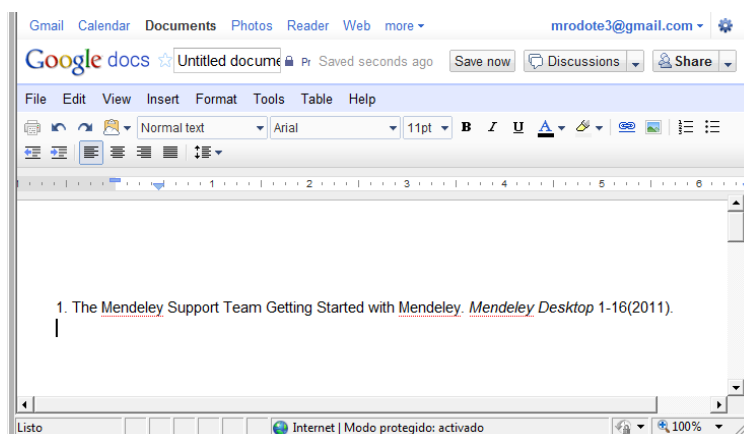 Gmail Calendar Documents Photos Reader Web more mrodote3@gmail.com
Google docs Untitled docume Pr Saved seconds ago Save now Discussions Share
File Edit View Insert Format Tools Table Help
Normal text Arial 11pt B I U A
1 2 3 4 5 6
1. The Mendeley Support Team Getting Started with Mendeley. Mendeley Desktop 1-16(2011).
Listo Internet | Modo protegido: activado 100%